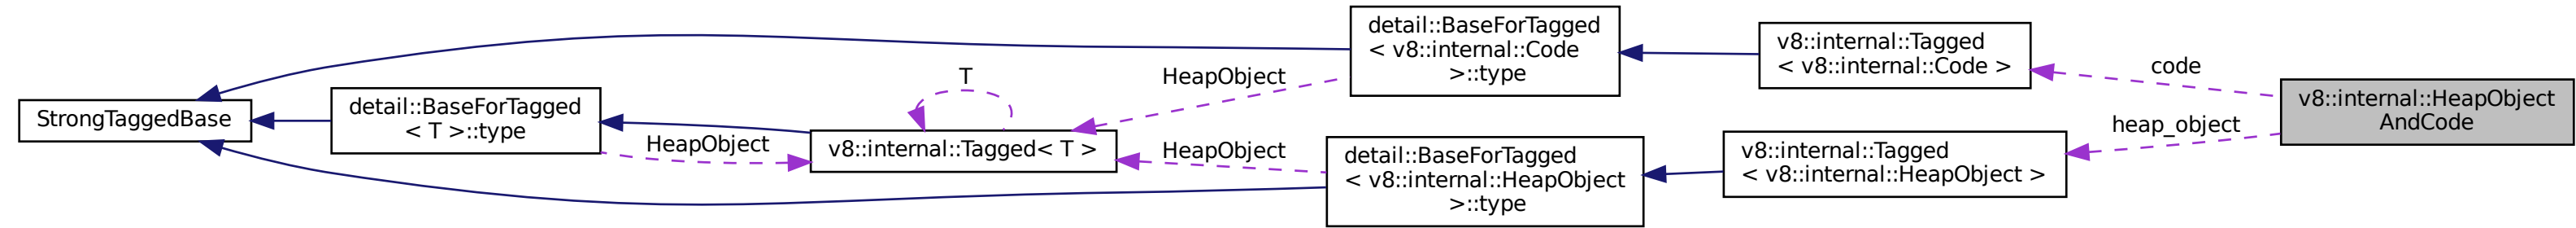 StrongTaggedBase
detail::BaseForTagged
< T >::type
HeapObject
T
v8::internal::Tagged< T >
HeapObject
HeapObject
detail::BaseForTagged
< v8::internal::Code
>::type
detail::BaseForTagged
< v8::internal::HeapObject
>::type
v8::internal::Tagged
< v8::internal::Code >
v8::internal::Tagged
< v8::internal::HeapObject >
code
heap_object
v8::internal::HeapObject
AndCode